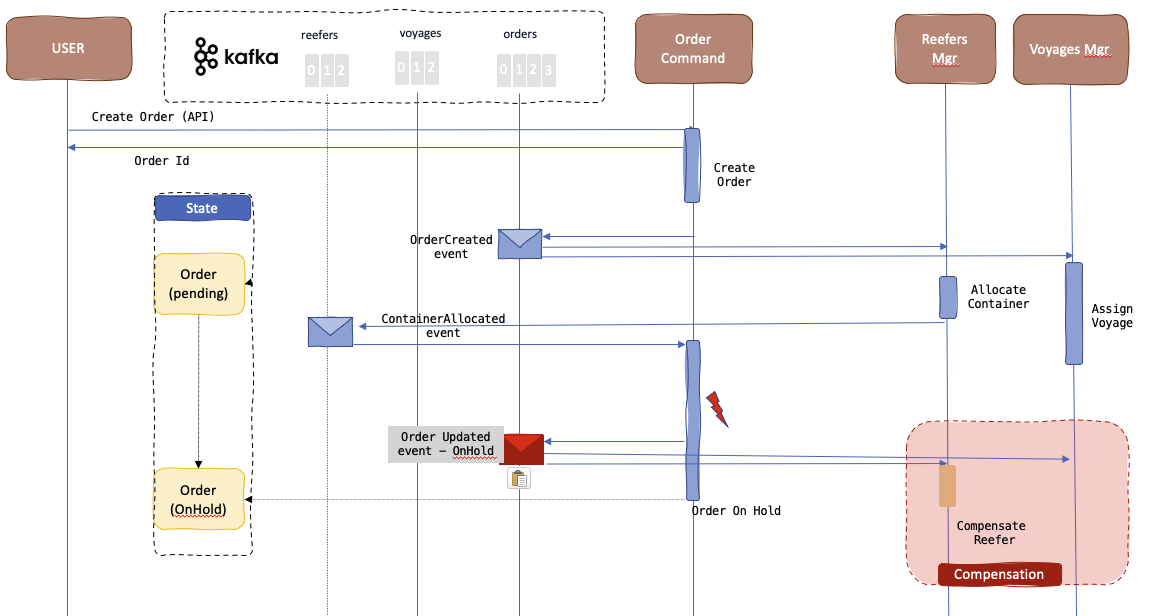 USER
kafka
reefers
0 1 2
voyages
0 1 2
orders
0 1 2 3
Order
Command
Reefers
Mgr
Voyages Mgr
Create Order (API)
Order Id
Create
Order
State
OrderCreated
event
Order
(pending)
Allocate
Container
Assign
Voyage
ContainerAllocated
event
Order Updated
event – OnHold
Order
(OnHold)
Order On Hold
Compensate
Reefer
Compensation